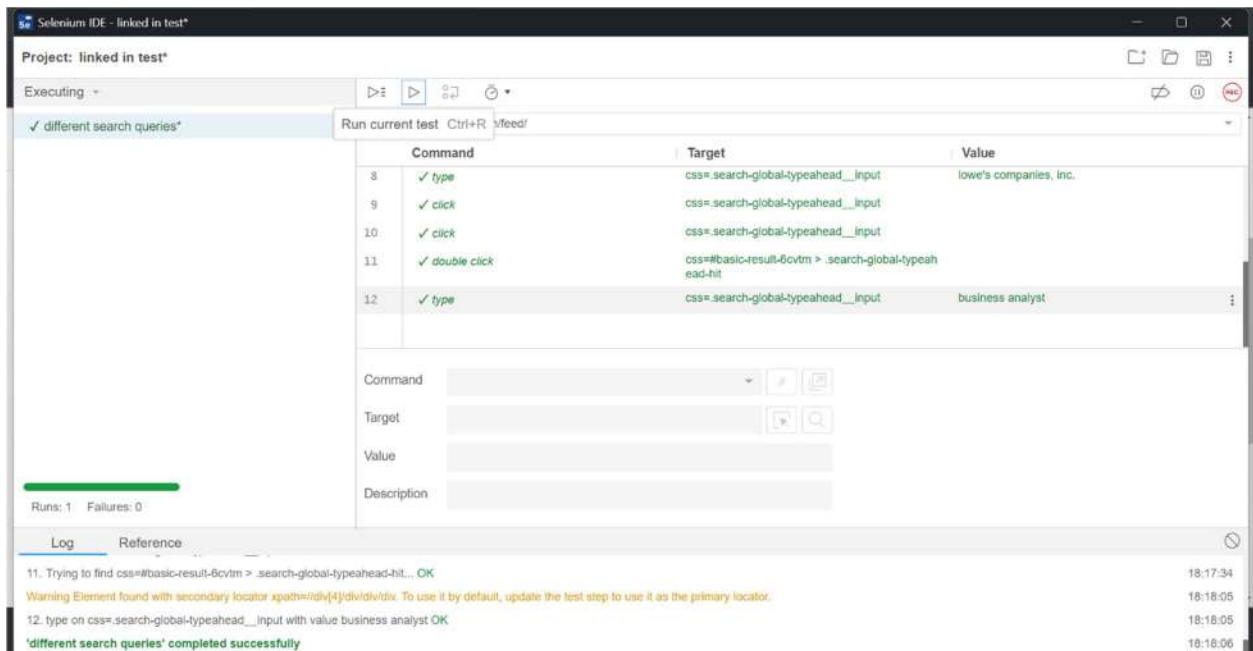 Selenium IDE - linked in test*
Project: linked in test*
Executing
✓ different search queries*
Run current test Ctrl+R
/feed/
Command Target Value
8 ✓ type css=.search-global-typeahead__input lowe's companies, inc.
9 ✓ click css=.search-global-typeahead__input
10 ✓ click css=.search-global-typeahead__input
11 ✓ double click css=#basic-result-6cvtm > .search-global-typeah
ead-hit
12 ✓ type css=.search-global-typeahead__input business analyst
Command
Target
Value
Description
Runs: 1 Failures: 0
Log Reference
11. Trying to find css=#basic-result-6cvtm > .search-global-typeahead-hit... OK 18:17:34
Warning Element found with secondary locator xpath=//div[4]/div/div/div. To use it by default, update the test step to use it as the primary locator. 18:18:05
12. type on css=.search-global-typeahead__input with value business analyst OK 18:18:05
'different search queries' completed successfully 18:18:06